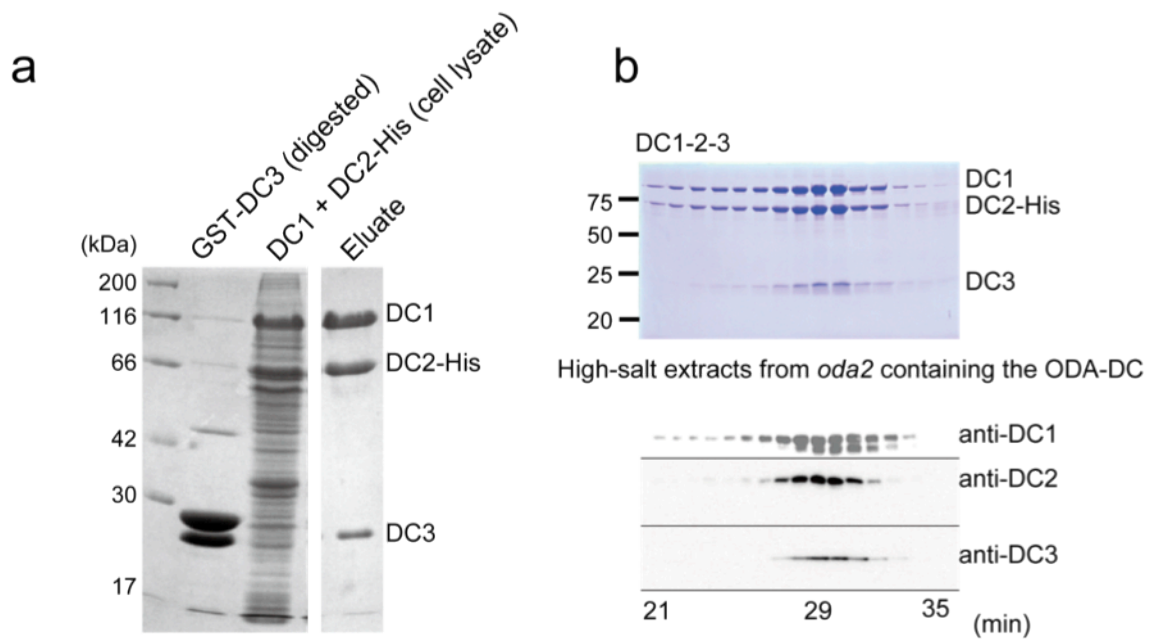 a
GST-DC3 (digested)
DC1 + DC2-His (cell lysate)
Eluate
(kDa)
200
116
66
42
30
17
DC1
DC2-His
DC3
b
DC1-2-3
75
50
25
20
DC1
DC2-His
DC3
High-salt extracts from oda2 containing the ODA-DC
anti-DC1
anti-DC2
anti-DC3
21 29 35
(min)